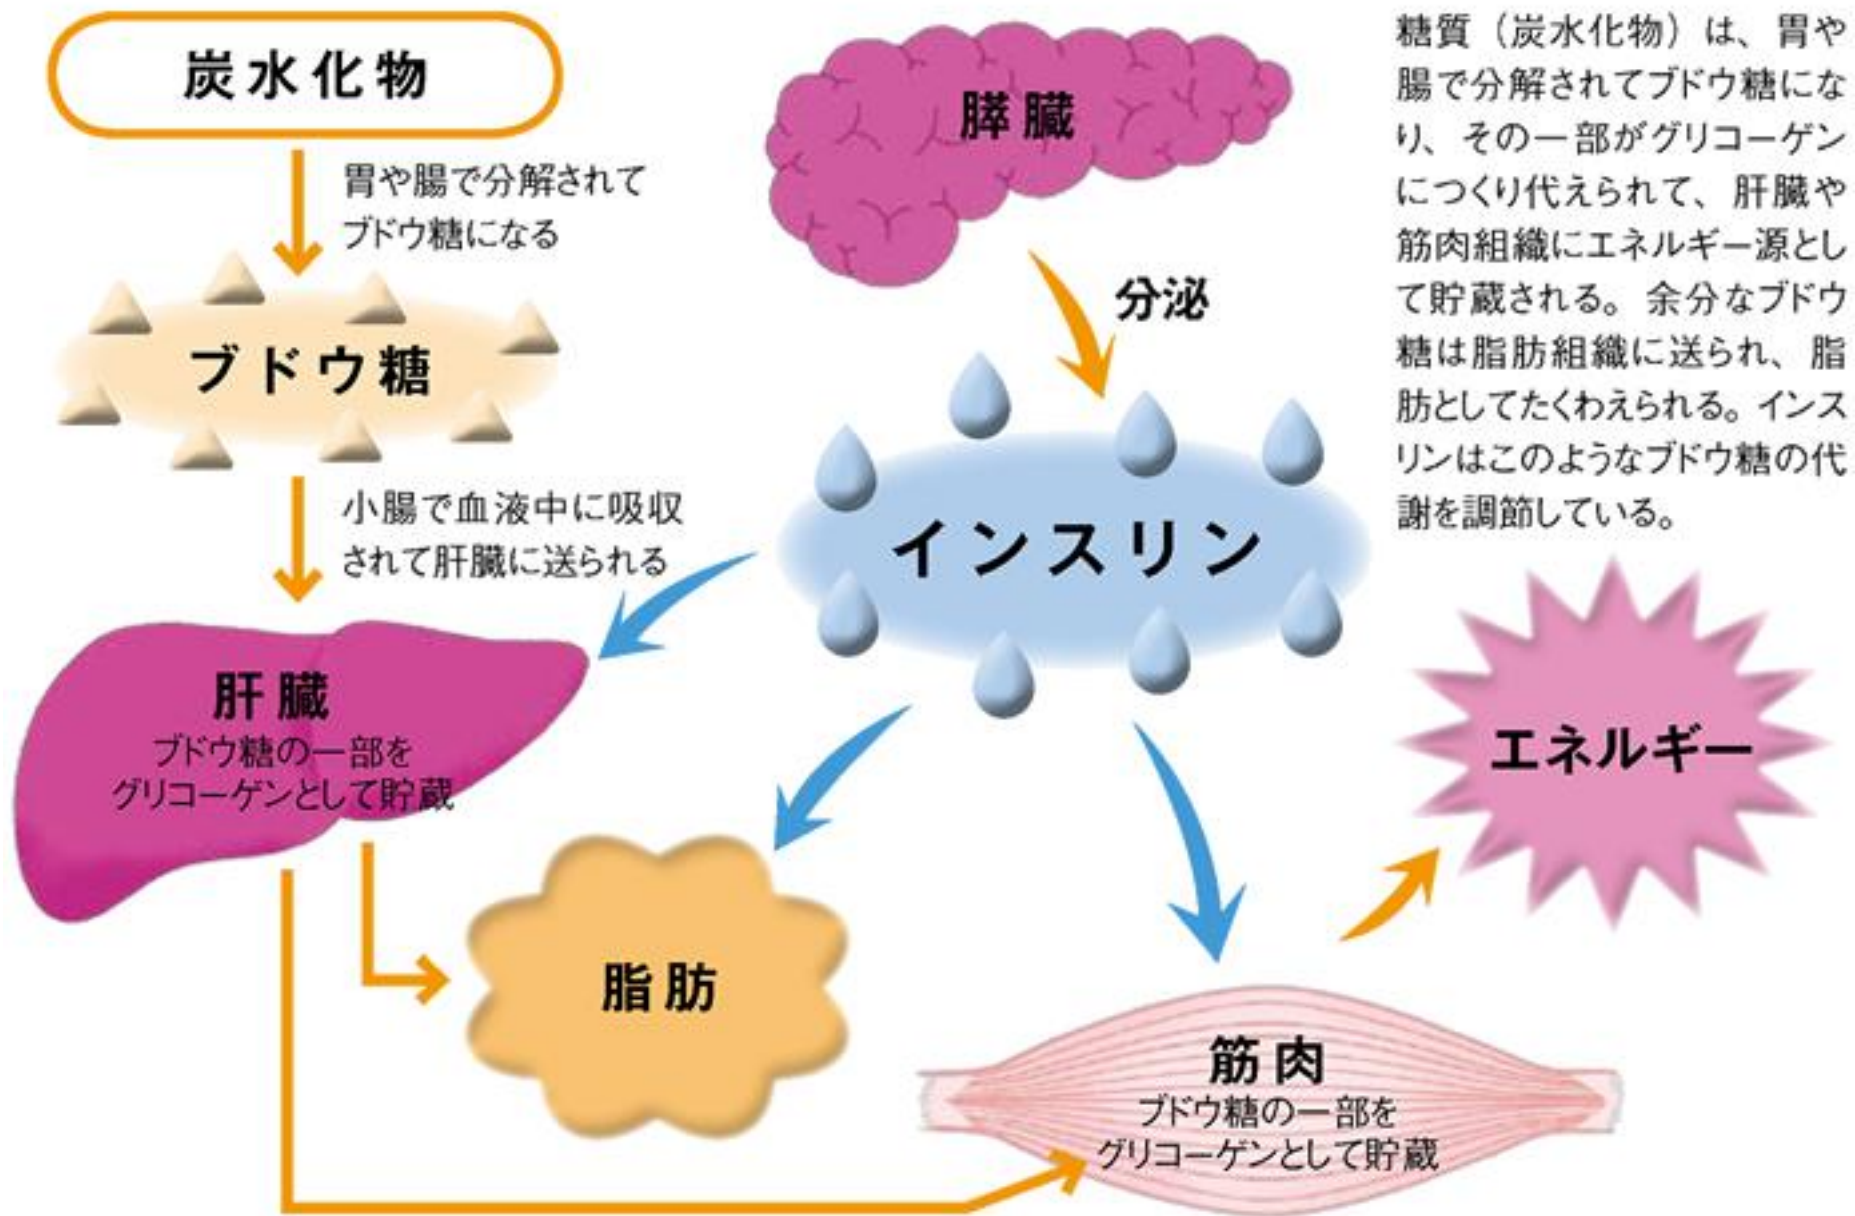 炭水化物
胃や腸で分解されて
ブドウ糖になる
ブドウ糖
小腸で血液中に吸収
されて肝臓に送られる
肝臓
ブドウ糖の一部を
グリコーゲンとして貯蔵
膵臓
分泌
インスリン
脂肪
筋肉
ブドウ糖の一部を
グリコーゲンとして貯蔵
エネルギー
糖質（炭水化物）は、胃や
腸で分解されてブドウ糖にな
り、その一部がグリコーゲン
につくり代えられて、肝臓や
筋肉組織にエネルギー源とし
て貯蔵される。余分なブドウ
糖は脂肪組織に送られ、脂
肪としてたくわえられる。インス
リンはこのようなブドウ糖の代
謝を調節している。